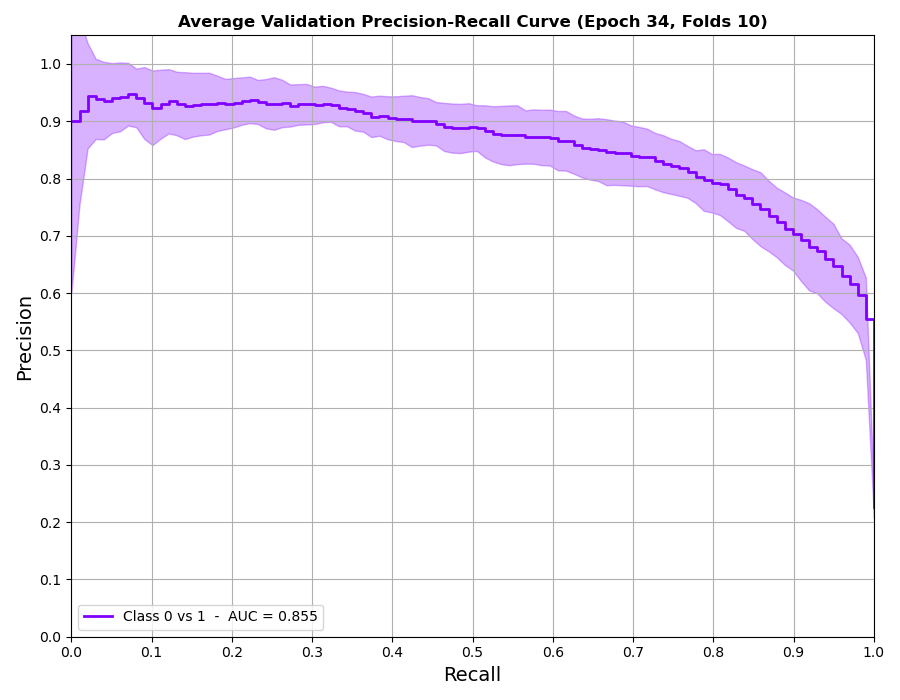 Average Validation Precision-Recall Curve (Epoch 34, Folds 10)
1.0
0.9
0.8
0.7
0.6
0.5
0.4
0.3
0.2
0.1
0.0
Precision
Class 0 vs 1 - AUC = 0.855
0.0 0.1 0.2 0.3 0.4 0.5 0.6 0.7 0.8 0.9 1.0
Recall